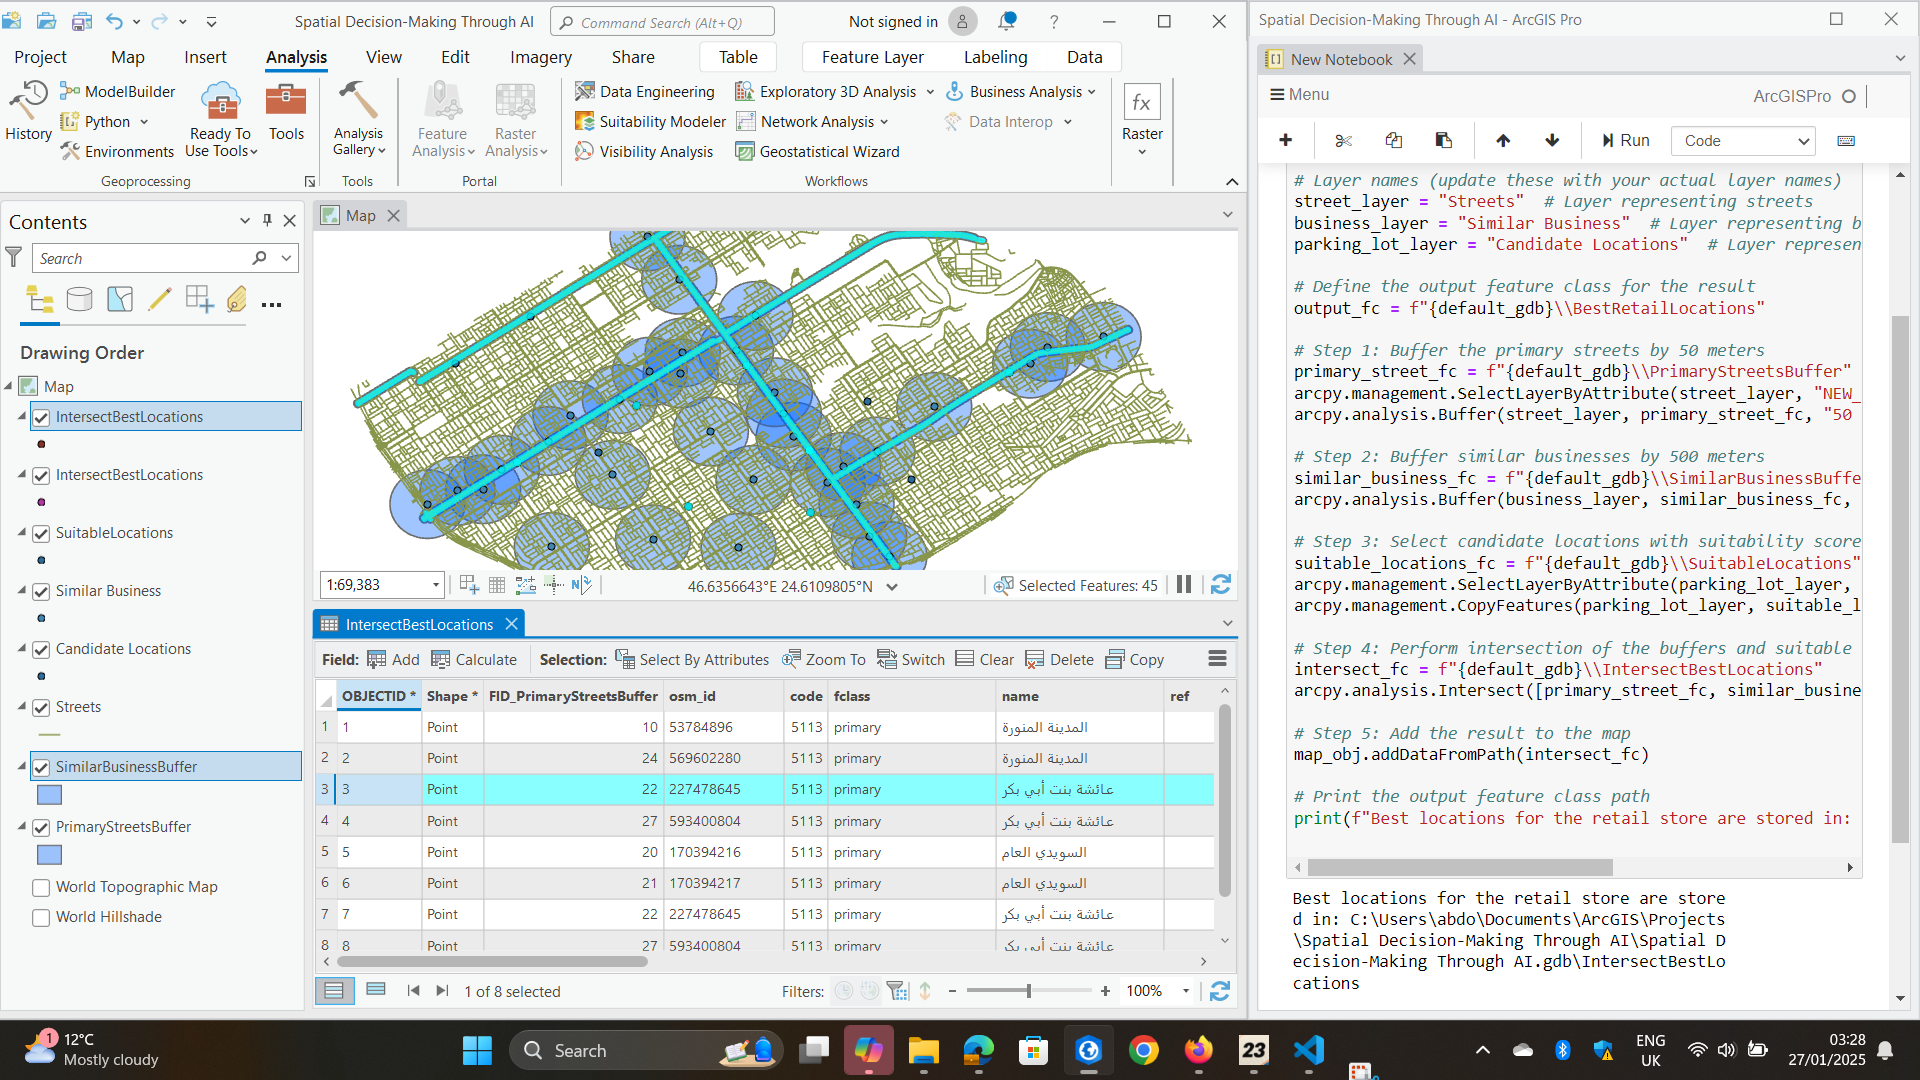 Spatial Decision-Making Through AI
Command Search (Alt+Q)
Not signed in
?
Project
Map
Insert
Analysis
View
Edit
Imagery
Share
Table
Feature Layer
Labeling
Data
History
ModelBuilder
Python
Environments
Ready To
Use Tools
Tools
Geoprocessing
Analysis
Gallery
Tools
Feature
Analysis
Raster
Analysis
Portal
Data Engineering
Suitability Modeler
Visibility Analysis
Exploratory 3D Analysis
Network Analysis
Geostatistical Wizard
Business Analysis
Data Interop
Workflows
fx
Raster
Contents
Search
Drawing Order
Map
IntersectBestLocations
IntersectBestLocations
SuitableLocations
Similar Business
Candidate Locations
Streets
SimilarBusinessBuffer
PrimaryStreetsBuffer
World Topographic Map
World Hillshade
Map
1:69,383
46.6356643°E 24.6109805°N
Selected Features: 45
IntersectBestLocations
Field: Add Calculate Selection: Select By Attributes Zoom To Switch Clear Delete Copy
OBJECTID * Shape * FID_PrimaryStreetsBuffer osm_id code fclass name ref
1 1 Point 10 53784896 5113 primary المدينة المنورة
2 2 Point 24 569602280 5113 primary المدينة المنورة
3 3 Point 22 227478645 5113 primary عائشة بنت أبي بكر
4 4 Point 27 593400804 5113 primary عائشة بنت أبي بكر
5 5 Point 20 170394216 5113 primary السويدي العام
6 6 Point 21 170394217 5113 primary السويدي العام
7 7 Point 22 227478645 5113 primary عائشة بنت أبي بكر
8 8 Point 27 593400804 5113 primary عائشة بنت أبي بكر
1 of 8 selected
Filters:
100%
Spatial Decision-Making Through AI - ArcGIS Pro
New Notebook
Menu
ArcGISPro
Run
Code
# Layer names (update these with your actual layer names)
street_layer = "Streets"  # Layer representing streets
business_layer = "Similar Business"  # Layer representing b
parking_lot_layer = "Candidate Locations"  # Layer represen
# Define the output feature class for the result
output_fc = f"{default_gdb}\\BestRetailLocations"
# Step 1: Buffer the primary streets by 50 meters
primary_street_fc = f"{default_gdb}\\PrimaryStreetsBuffer"
arcpy.management.SelectLayerByAttribute(street_layer, "NEW_
arcpy.analysis.Buffer(street_layer, primary_street_fc, "50
# Step 2: Buffer similar businesses by 500 meters
similar_business_fc = f"{default_gdb}\\SimilarBusinessBuffe
arcpy.analysis.Buffer(business_layer, similar_business_fc,
# Step 3: Select candidate locations with suitability score
suitable_locations_fc = f"{default_gdb}\\SuitableLocations"
arcpy.management.SelectLayerByAttribute(parking_lot_layer,
arcpy.management.CopyFeatures(parking_lot_layer, suitable_l
# Step 4: Perform intersection of the buffers and suitable
intersect_fc = f"{default_gdb}\\IntersectBestLocations"
arcpy.analysis.Intersect([primary_street_fc, similar_busine
# Step 5: Add the result to the map
map_obj.addDataFromPath(intersect_fc)
# Print the output feature class path
print(f"Best locations for the retail store are stored in:
Best locations for the retail store are store
d in: C:\Users\abdo\Documents\ArcGIS\Projects
\Spatial Decision-Making Through AI\Spatial D
ecision-Making Through AI.gdb\IntersectBestLo
cations
1
12°C
Mostly cloudy
Search
23
ENG
UK
03:28
27/01/2025